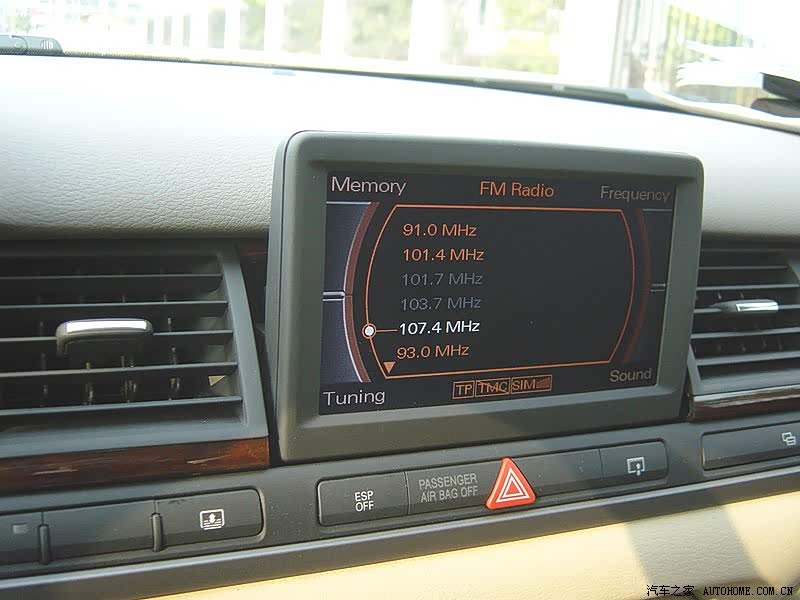 Memory FM Radio Frequency
91.0 MHz
101.4 MHz
101.7 MHz
103.7 MHz
107.4 MHz
93.0 MHz
Tuning TP TMC SIM Sound
ESP OFF
PASSENGER AIR BAG OFF
汽车之家 AUTOHOME.COM.CN